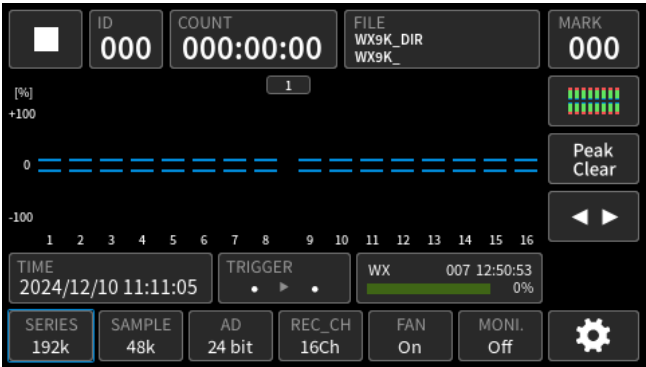 ID
000
COUNT
000:00:00
FILE
WX9K_DIR
WX9K_
MARK
000
[%]
1
+100
0
-100
1 2 3 4 5 6 7 8 9 10 11 12 13 14 15 16
Peak
Clear
TIME
2024/12/10 11:11:05
TRIGGER
WX 007 12:50:53
0%
SERIES
192k
SAMPLE
48k
AD
24 bit
REC_CH
16Ch
FAN
On
MONI.
Off